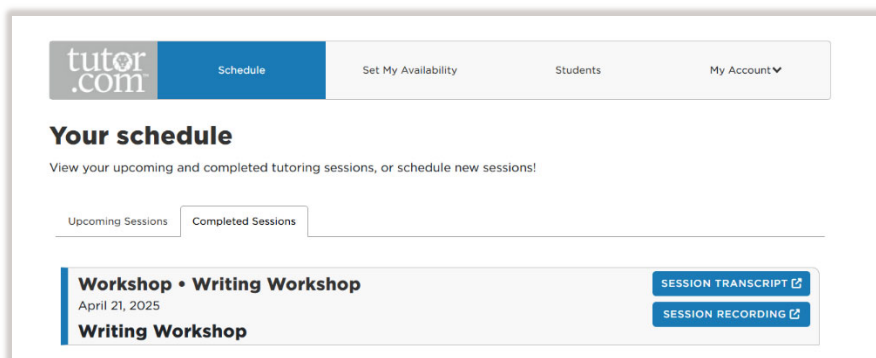 tutor
.com
Schedule
Set My Availability
Students
My Account
Your schedule
View your upcoming and completed tutoring sessions, or schedule new sessions!
Upcoming Sessions
Completed Sessions
Workshop • Writing Workshop
SESSION TRANSCRIPT
April 21, 2025
SESSION RECORDING
Writing Workshop